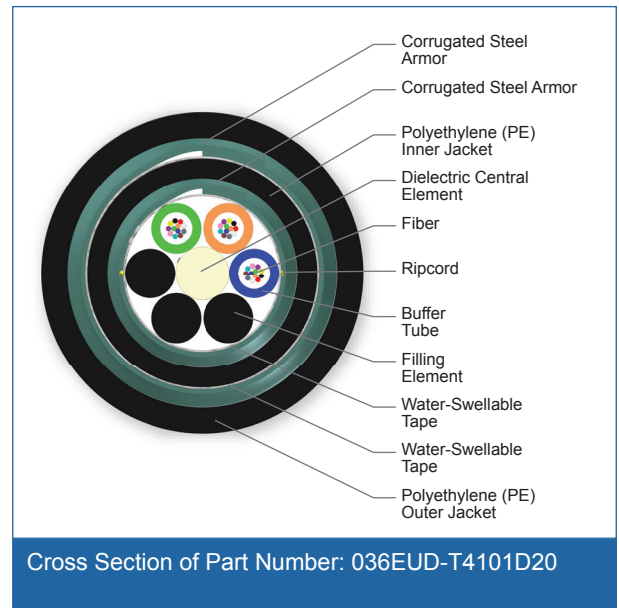 Corrugated Steel
Armor
Corrugated Steel Armor
Polyethylene (PE)
Inner Jacket
Dielectric Central
Element
Fiber
Ripcord
Buffer
Tube
Filling
Element
Water-Swellable
Tape
Water-Swellable
Tape
Polyethylene (PE)
Outer Jacket
Cross Section of Part Number: 036EUD-T4101D20